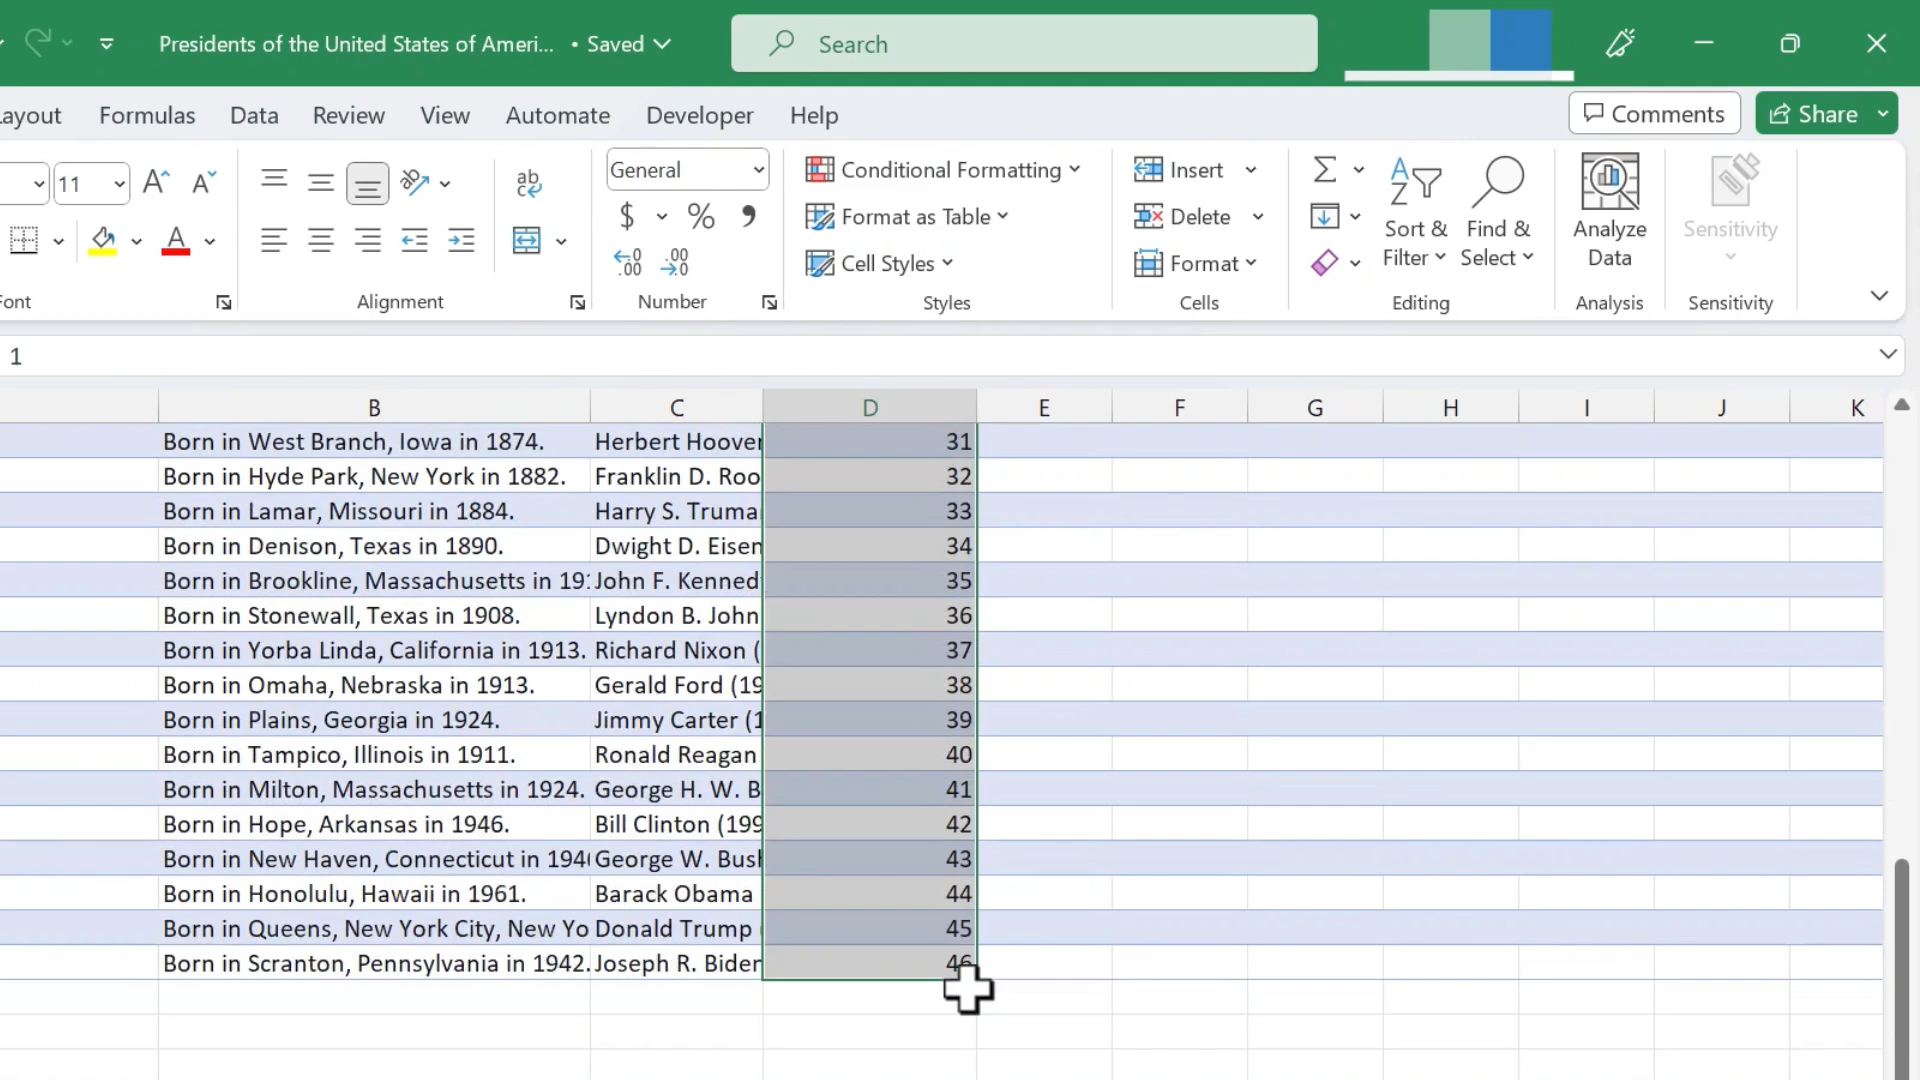 Presidents of the United States of Ameri... • Saved
Search
ayout Formulas Data Review View Automate Developer Help Comments Share
11 General Conditional Formatting Insert
Format as Table Delete
Cell Styles Format
Sort & Filter
Find & Select
Analyze Data
Sensitivity
ont Alignment Number Styles Cells Editing Analysis Sensitivity
1
B C D E F G H I J K
Born in West Branch, Iowa in 1874. Herbert Hoover 31
Born in Hyde Park, New York in 1882. Franklin D. Roo 32
Born in Lamar, Missouri in 1884. Harry S. Truma 33
Born in Denison, Texas in 1890. Dwight D. Eisen 34
Born in Brookline, Massachusetts in 191 John F. Kenned 35
Born in Stonewall, Texas in 1908. Lyndon B. John 36
Born in Yorba Linda, California in 1913. Richard Nixon ( 37
Born in Omaha, Nebraska in 1913. Gerald Ford (19 38
Born in Plains, Georgia in 1924. Jimmy Carter (1 39
Born in Tampico, Illinois in 1911. Ronald Reagan 40
Born in Milton, Massachusetts in 1924. George H. W. B 41
Born in Hope, Arkansas in 1946. Bill Clinton (199 42
Born in New Haven, Connecticut in 194 George W. Bush 43
Born in Honolulu, Hawaii in 1961. Barack Obama 44
Born in Queens, New York City, New Yo Donald Trump 45
Born in Scranton, Pennsylvania in 1942. Joseph R. Biden 46